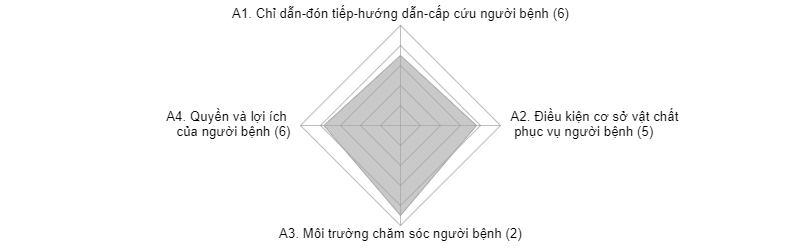 A1. Chỉ dẫn-đón tiếp-hướng dẫn-cấp cứu người bệnh (6)
A4. Quyền và lợi ích
của người bệnh (6)
A2. Điều kiện cơ sở vật chất
phục vụ người bệnh (5)
A3. Môi trường chăm sóc người bệnh (2)